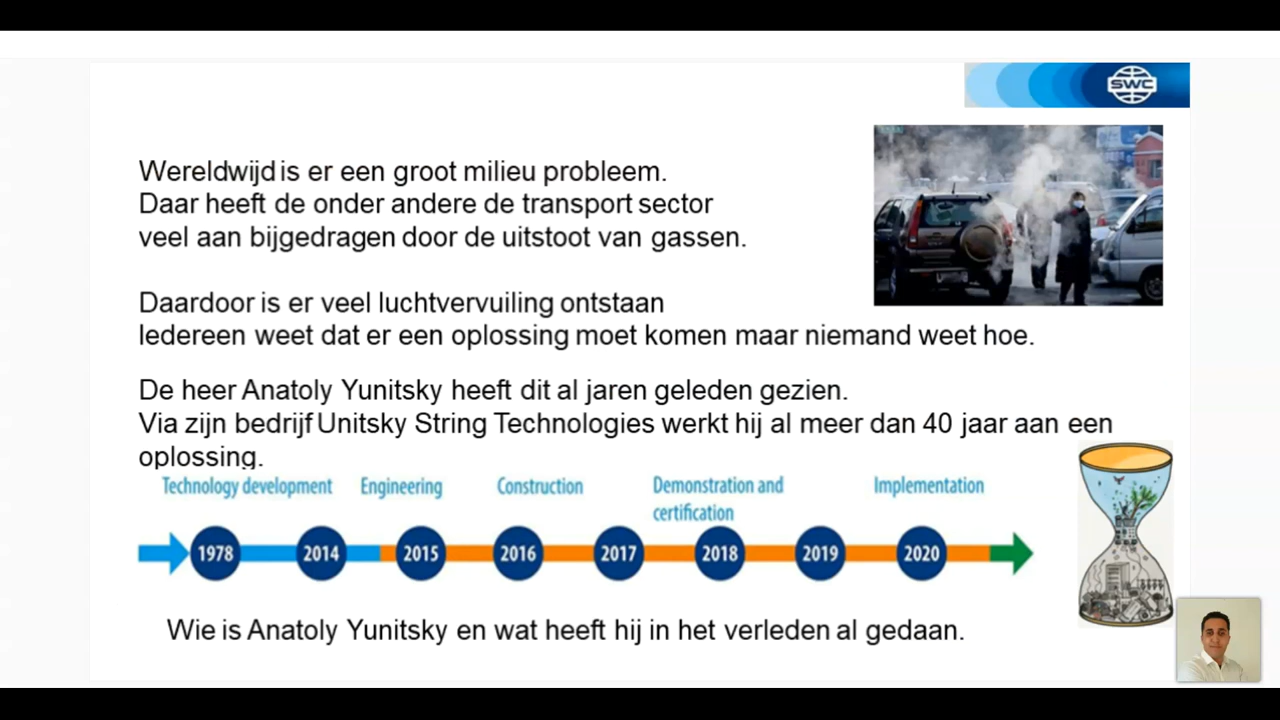 SWC
Wereldwijd is er een groot milieu probleem.
Daar heeft de onder andere de transport sector
veel aan bijgedragen door de uitstoot van gassen.
Daardoor is er veel luchtvervuiling ontstaan
Iedereen weet dat er een oplossing moet komen maar niemand weet hoe.
De heer Anatoly Yunitsky heeft dit al jaren geleden gezien.
Via zijn bedrijf Unitsky String Technologies werkt hij al meer dan 40 jaar aan een
oplossing.
Technology development Engineering Construction Demonstration and Implementation
certification
1978 2014 2015 2016 2017 2018 2019 2020
Wie is Anatoly Yunitsky en wat heeft hij in het verleden al gedaan.